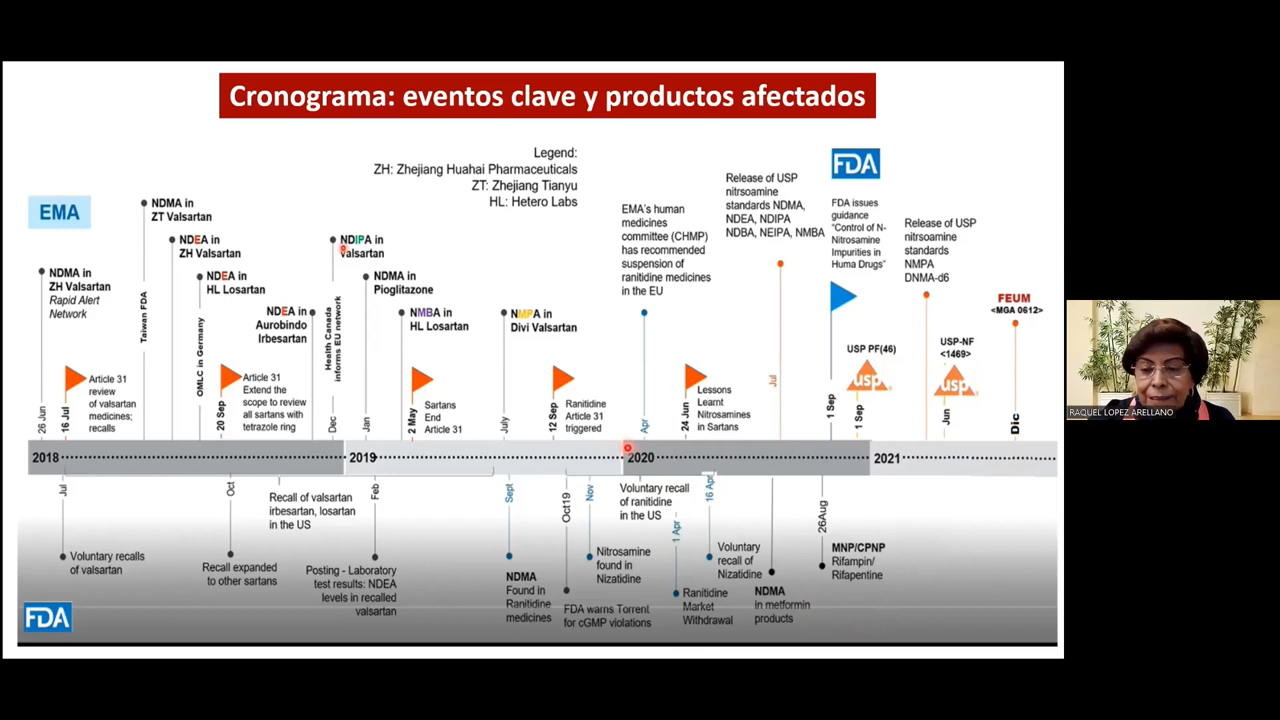 Cronograma: eventos clave y productos afectados
Legend:
ZH: Zhejiang Huahai Pharmaceuticals
ZT: Zhejiang Tianyu
HL: Hetero Labs
EMA
NDMA in
ZH Valsartan
Rapid Alert
Network
26 Jun
16 Jul
Article 31
review
of valsartan
medicines;
recalls
NDMA in
ZT Valsartan
Taiwan FDA
NDEA in
ZH Valsartan
NDEA in
HL Losartan
OMLC in Germany
20 Sep
Article 31
Extend the
scope to review
all sartans with
tetrazole ring
NDEA in
Aurobindo
Irbesartan
NDIPA in
Valsartan
Health Canada
informs EU network
Dec
NDMA in
Pioglitazone
Jan
NMBA in
HL Losartan
2 May
Sartans
End
Article 31
NMPA in
Divi Valsartan
July
12 Sep
Ranitidine
Article 31
triggered
EMA's human
medicines
committee (CHMP)
has recommended
suspension of
ranitidine medicines
in the EU
Apr
24 Jun
Lessons
Learnt
Nitrosamines
in Sartans
Release of USP
nitrsoamine
standards NDMA,
NDEA, NDIPA
NDBA, NEIPA, NMBA
Jul
FDA
FDA issues
guidance
"Control of N-
Nitrosamine
Impurities in
Huma Drugs"
1 Sep
USP PF(46)
usp
1 Sep
Release of USP
nitrosoamine
standards
NMPA
DNMA-d6
USP-NF
<1469>
usp
Jun
FEUM
<MGA 0612>
Dic
2018
2019
2020
2021
Jul
Voluntary recalls
of valsartan
Oct
Recall expanded
to other sartans
Recall of valsartan
irbesartan, losartan
in the US
Feb
Posting - Laboratory
test results: NDEA
levels in recalled
valsartan
Sept
NDMA
Found in
Ranitidine
medicines
Oct19
FDA warns Torrent
for cGMP violations
Nov
Nitrosamine
found in
Nizatidine
Voluntary recall
of ranitidine
in the US
1 Apr
Ranitidine
Market
Withdrawal
16 Apr
Voluntary
recall of
Nizatidine
NDMA
in metformin
products
26Aug
MNP/CPNP
Rifampin/
Rifapentine
FDA
RAQUEL LOPEZ ARELLANO